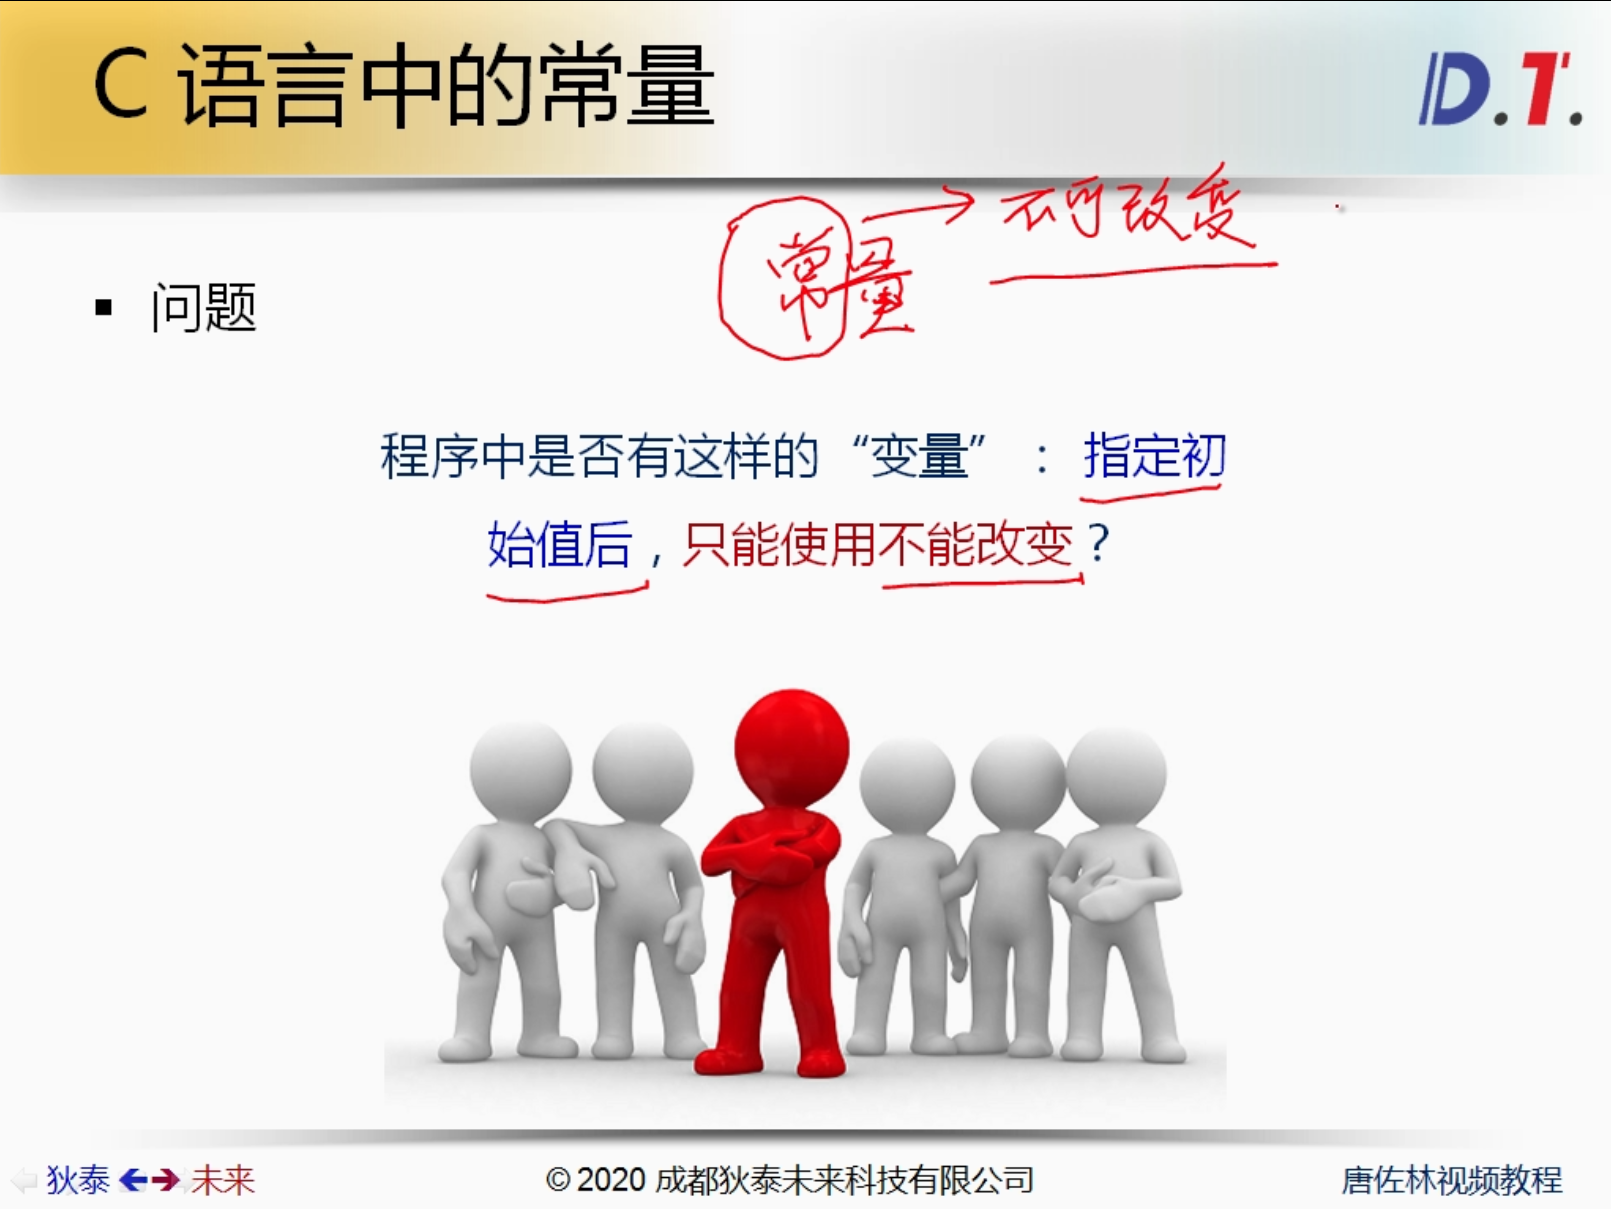 C 语言中的常量
D.T.
常量 → 不可改变
▪ 问题
程序中是否有这样的“变量”：指定初
始值后，只能使用不能改变？
狄泰 未来
© 2020 成都狄泰未来科技有限公司
唐佐林视频教程